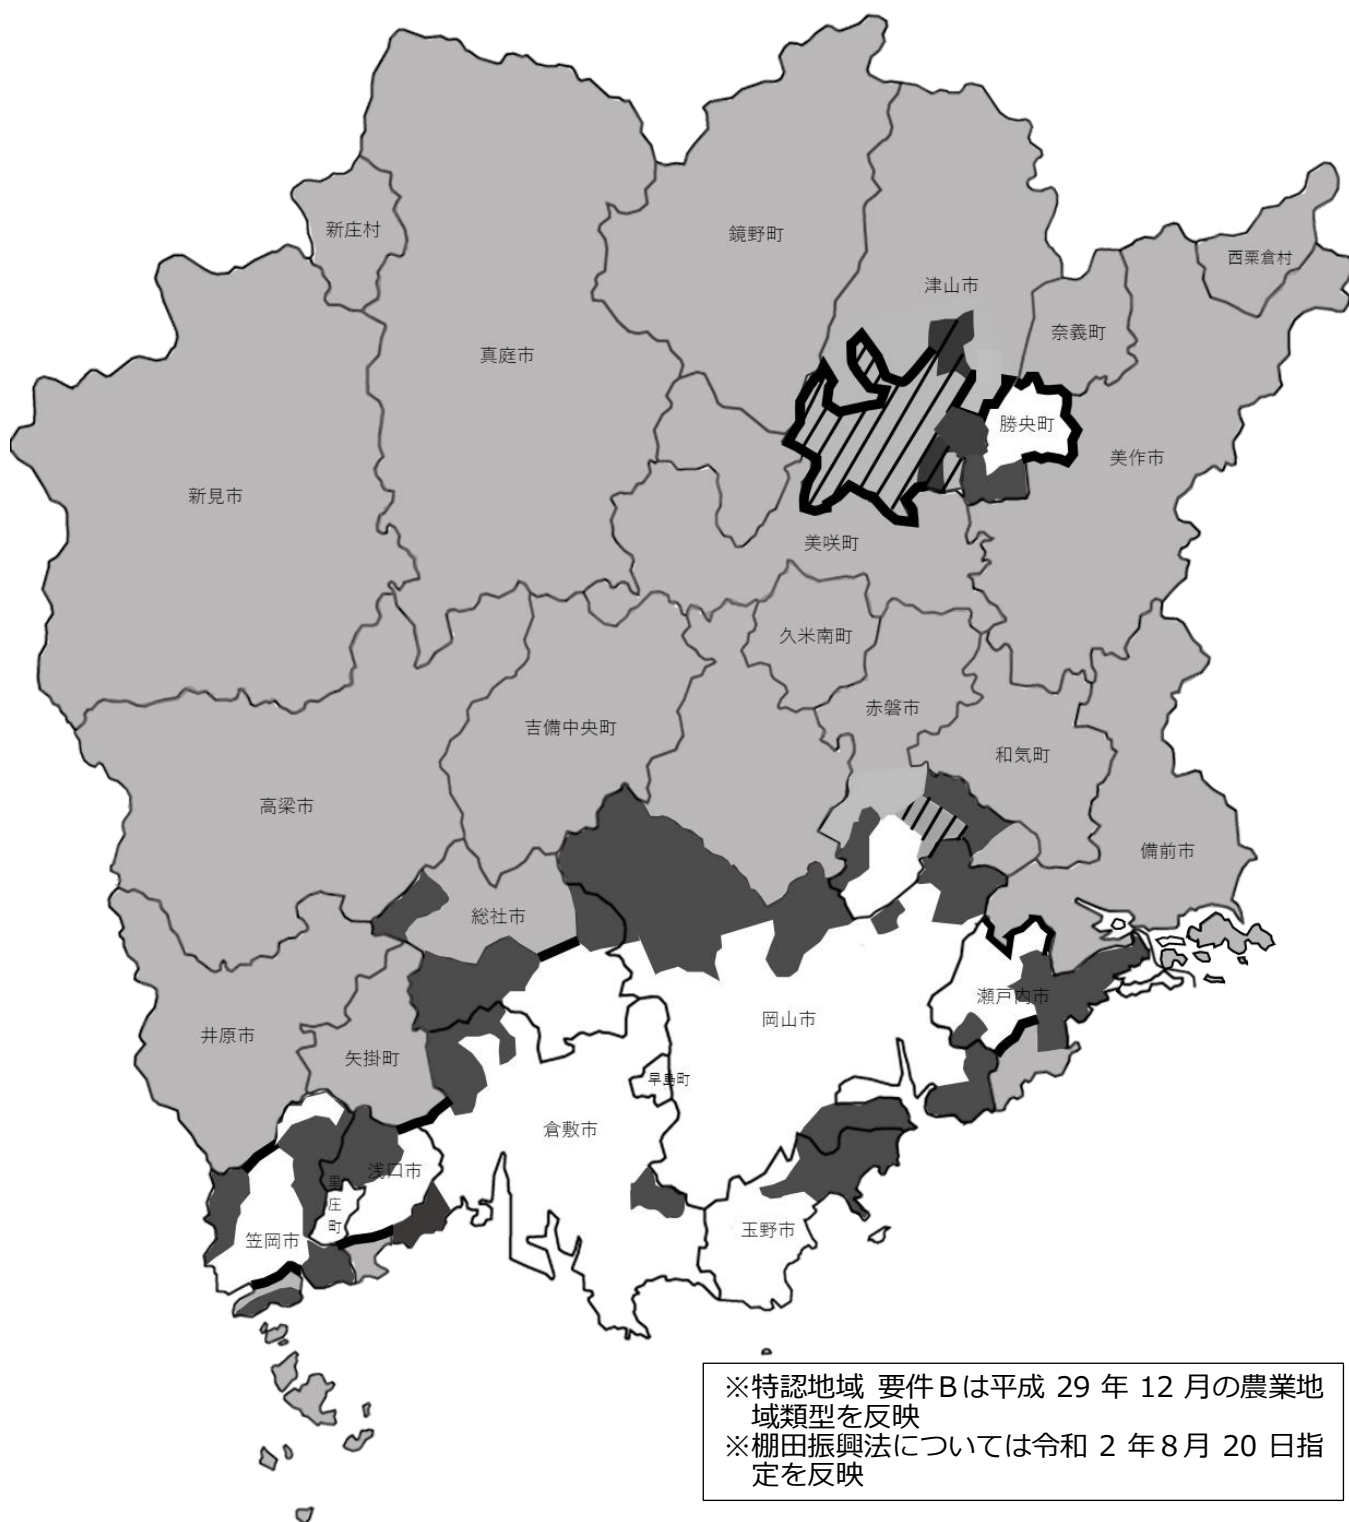 新庄村
鏡野町
西粟倉村
津山市
奈義町
真庭市
勝央町
美作市
新見市
美咲町
久米南町
赤磐市
吉備中央町
和気町
高梁市
備前市
総社市
瀬戸内市
岡山市
井原市
矢掛町
早島町
倉敷市
浅口市
里
庄
町
玉野市
笠岡市
※特認地域 要件Bは平成 29 年 12 月の農業地
域類型を反映
※棚田振興法については令和 2 年8月 20 日指
定を反映